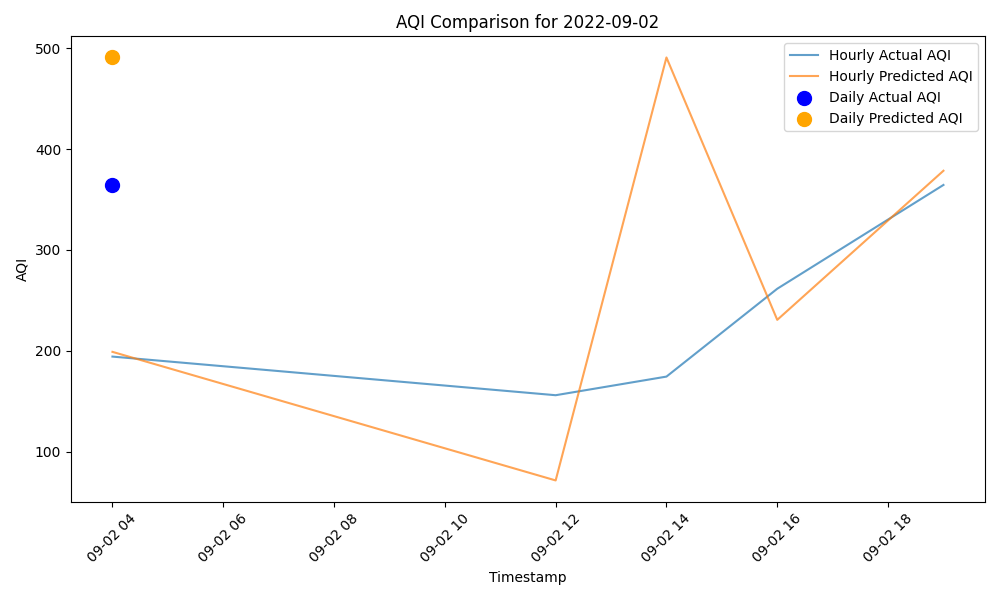 AQI Comparison for 2022-09-02
Hourly Actual AQI
Hourly Predicted AQI
Daily Actual AQI
Daily Predicted AQI
AQI
500
400
300
200
100
09-02 04
09-02 06
09-02 08
09-02 10
09-02 12
09-02 14
09-02 16
09-02 18
Timestamp